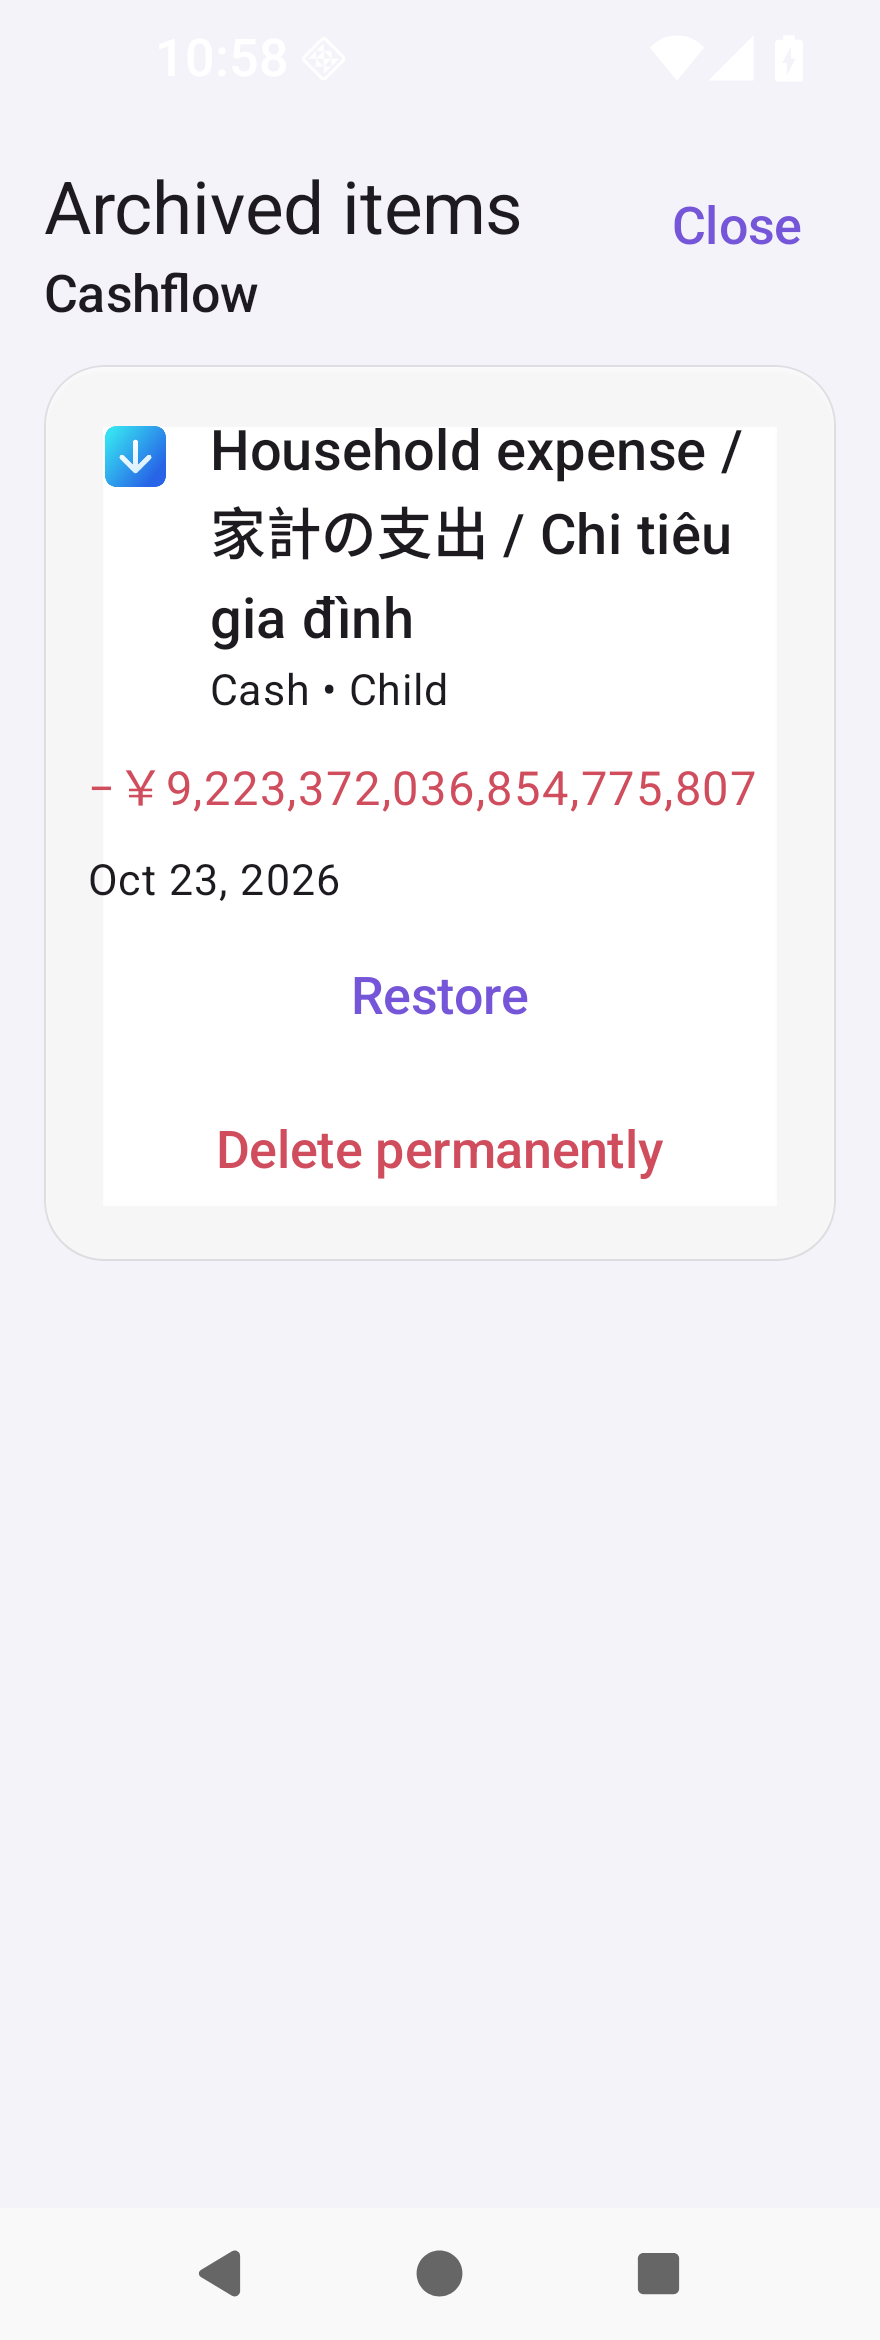 10:58
Archived items
Close
Cashflow
Household expense /
家計の支出 / Chi tiêu
gia đình
Cash • Child
−￥9,223,372,036,854,775,807
Oct 23, 2026
Restore
Delete permanently